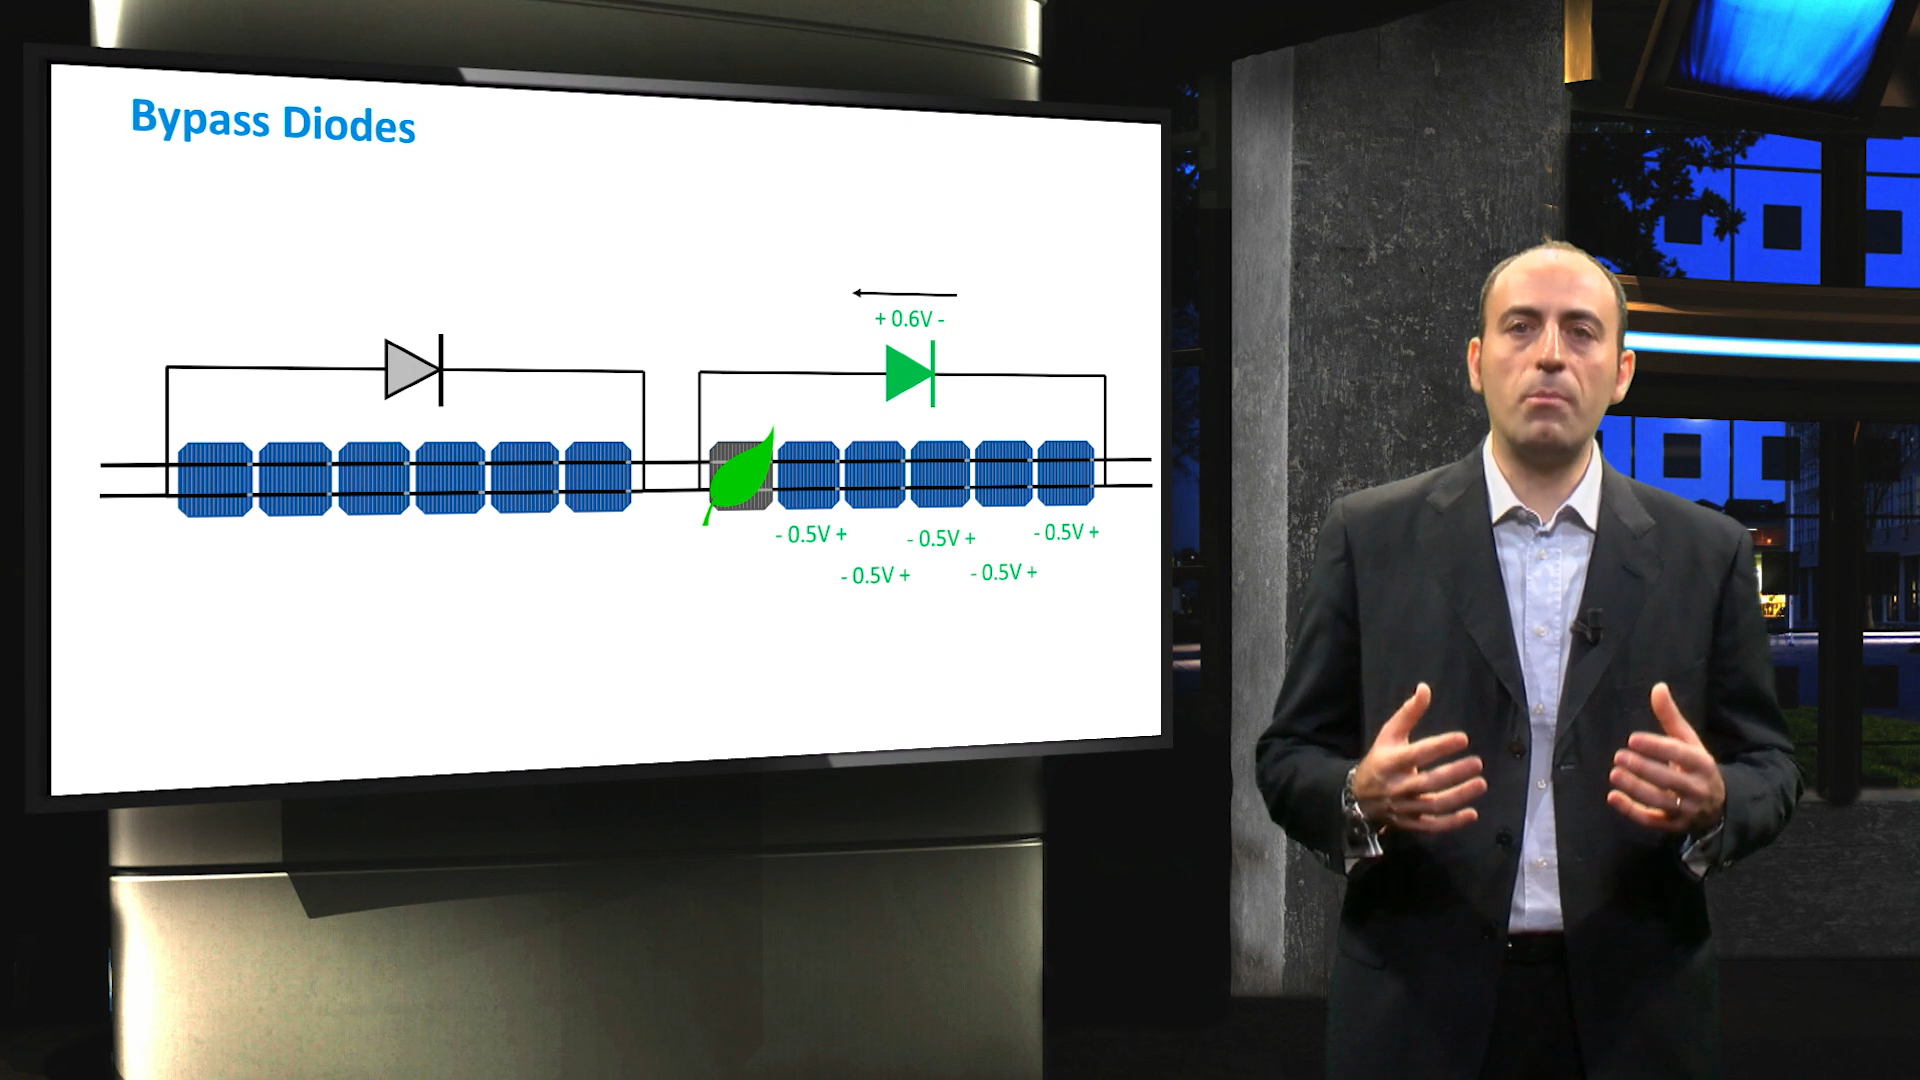 Bypass Diodes
+ 0.6V -
- 0.5V +
- 0.5V +
- 0.5V +
- 0.5V +
- 0.5V +